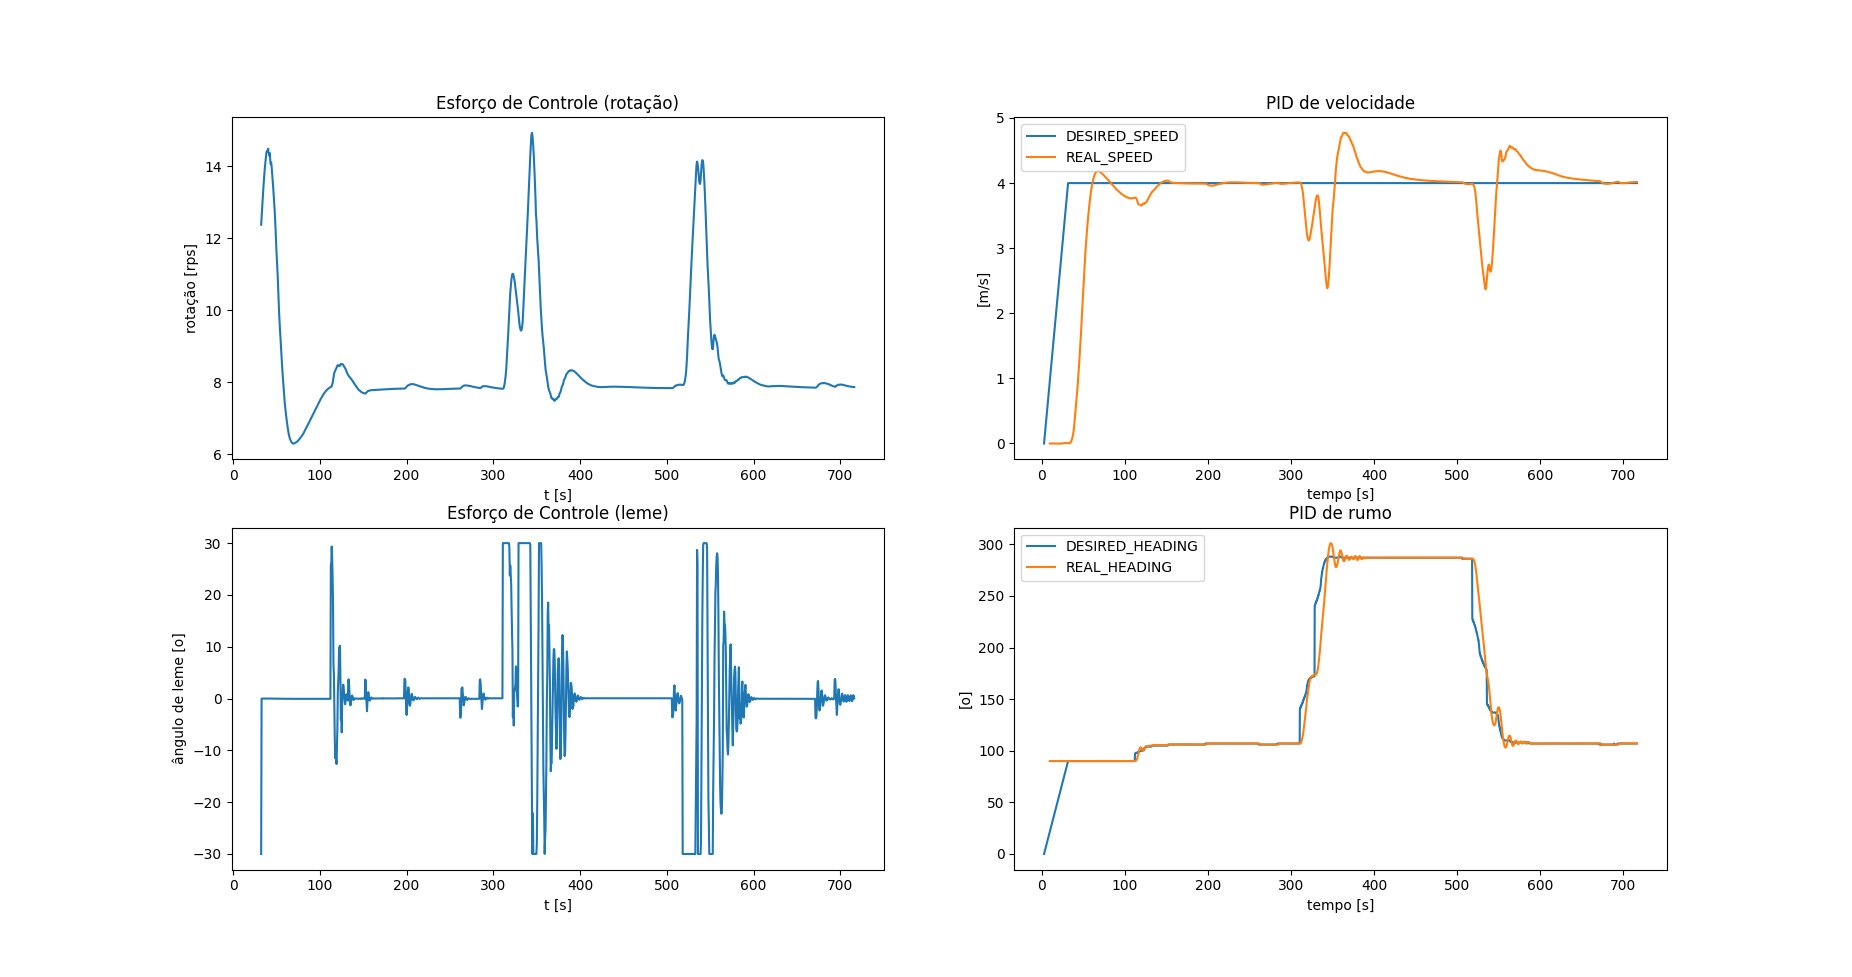 Esforço de Controle (rotação)
rotação [rps]
14
12
10
8
6
0 100 200 300 400 500 600 700
t [s]
PID de velocidade
DESIRED_SPEED
REAL_SPEED
[m/s]
5
4
3
2
1
0
0 100 200 300 400 500 600 700
tempo [s]
Esforço de Controle (leme)
ângulo de leme [o]
30
20
10
0
−10
−20
−30
0 100 200 300 400 500 600 700
t [s]
PID de rumo
DESIRED_HEADING
REAL_HEADING
[o]
300
250
200
150
100
50
0
0 100 200 300 400 500 600 700
tempo [s]